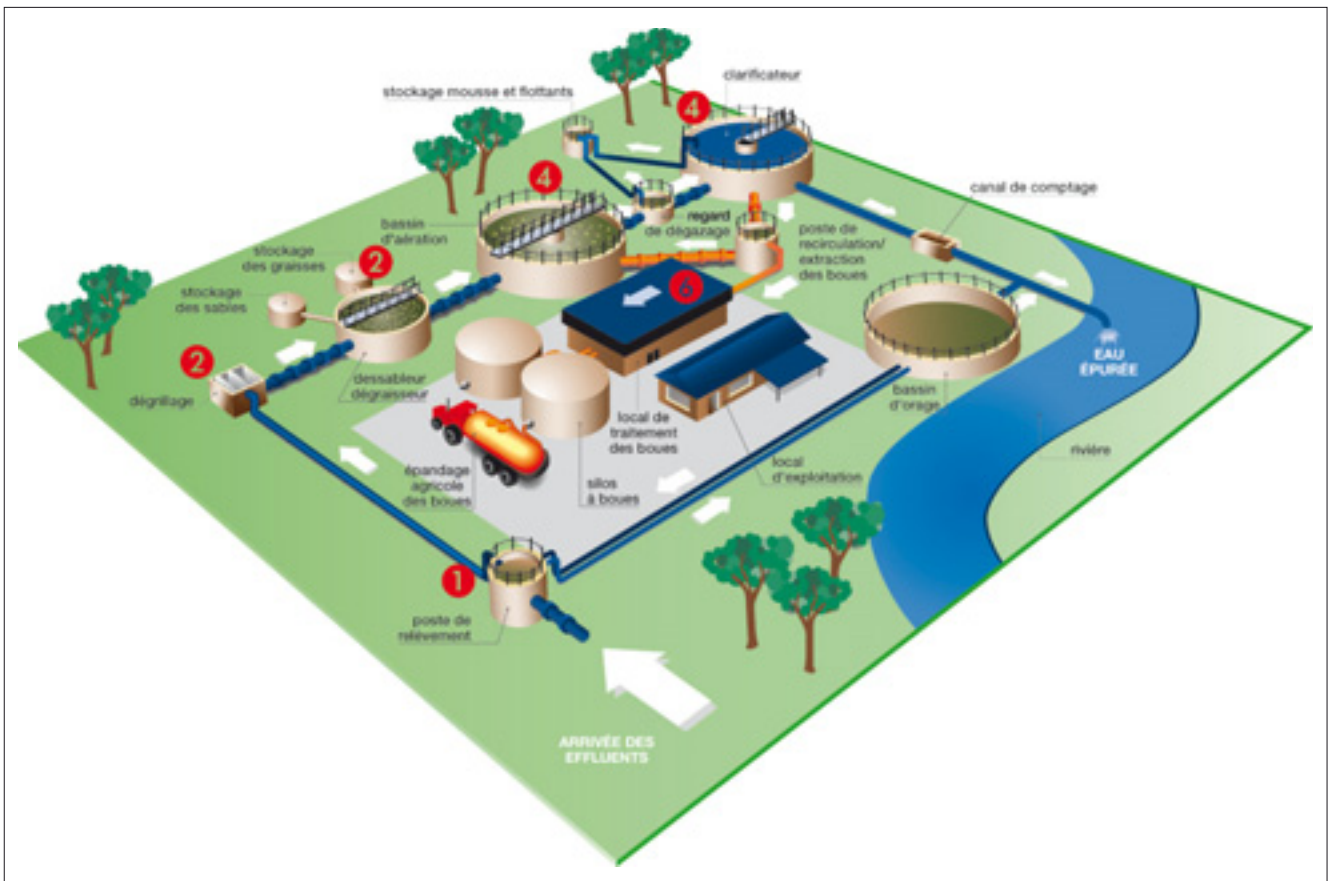 clarificateur
stockage mousse et flottants
4
canal de comptage
4
bassin
d'aération
regard
de dégazage
poste de
recirculation/
extraction
des boues
stockage
des graisses
2
stockage
des sables
6
EAU
ÉPURÉE
2
dégrillage
dessableur
dégraisseur
bassin
d'orage
local de
traitement
des boues
rivière
local
d'exploitation
épandage
agricole
des boues
silos
à boues
1
poste de
relèvement
ARRIVÉE DES
EFFLUENTS